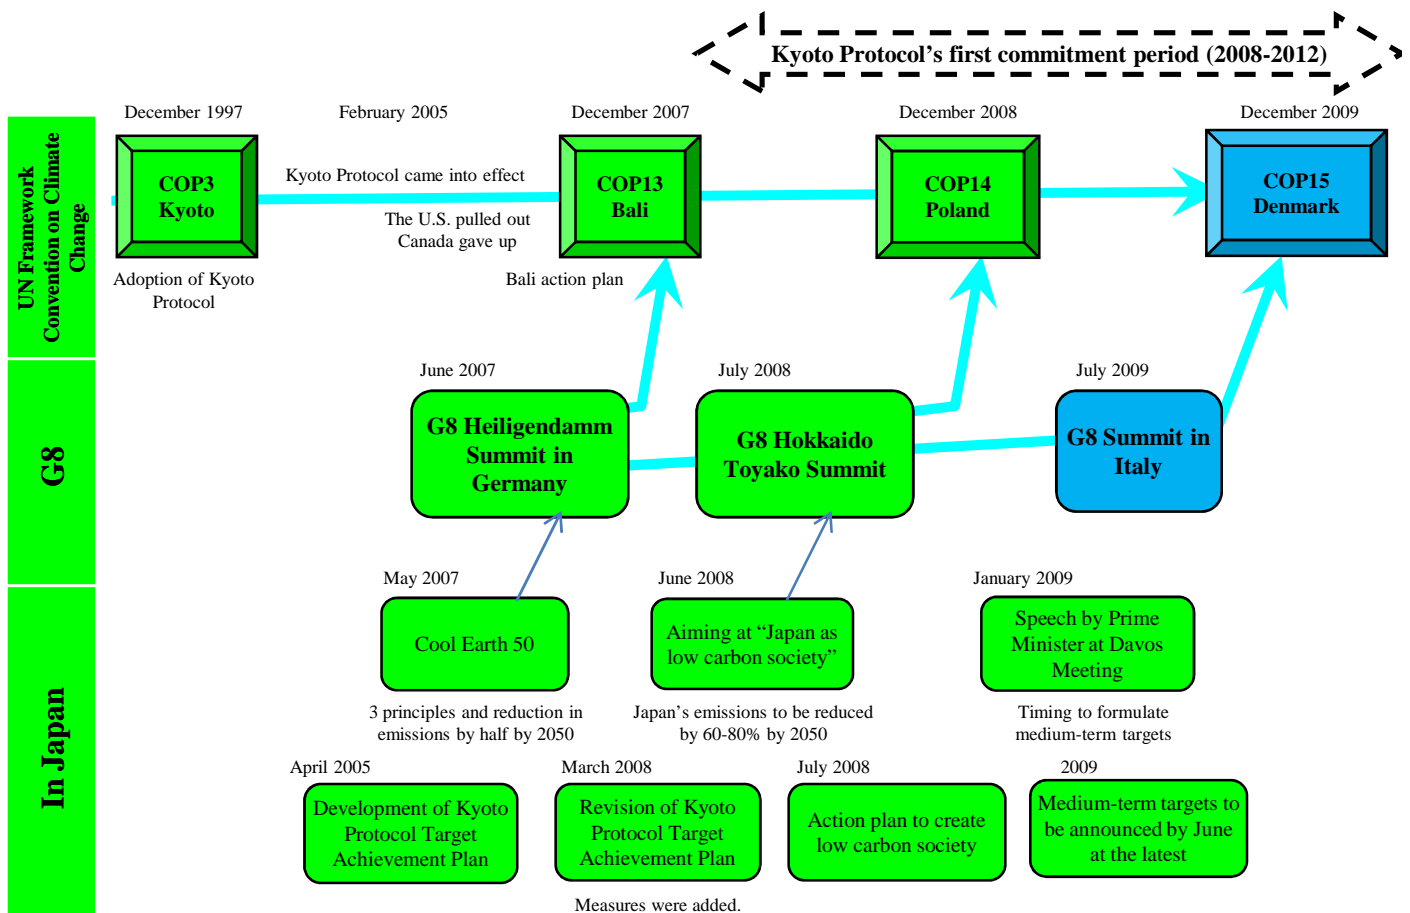 Kyoto Protocol's first commitment period (2008-2012)
December 1997
February 2005
December 2007
December 2008
December 2009
UN Framework
Convention on Climate
Change
COP3
Kyoto
Kyoto Protocol came into effect
The U.S. pulled out
Canada gave up
COP13
Bali
COP14
Poland
COP15
Denmark
Adoption of Kyoto
Protocol
Bali action plan
G8
June 2007
July 2008
July 2009
G8 Heiligendamm
Summit in
Germany
G8 Hokkaido
Toyako Summit
G8 Summit in
Italy
In Japan
May 2007
June 2008
January 2009
Cool Earth 50
Aiming at “Japan as
low carbon society”
Speech by Prime
Minister at Davos
Meeting
3 principles and reduction in
emissions by half by 2050
Japan's emissions to be reduced
by 60-80% by 2050
Timing to formulate
medium-term targets
April 2005
March 2008
July 2008
2009
Development of Kyoto
Protocol Target
Achievement Plan
Revision of Kyoto
Protocol Target
Achievement Plan
Action plan to create
low carbon society
Medium-term targets to
be announced by June
at the latest
Measures were added.